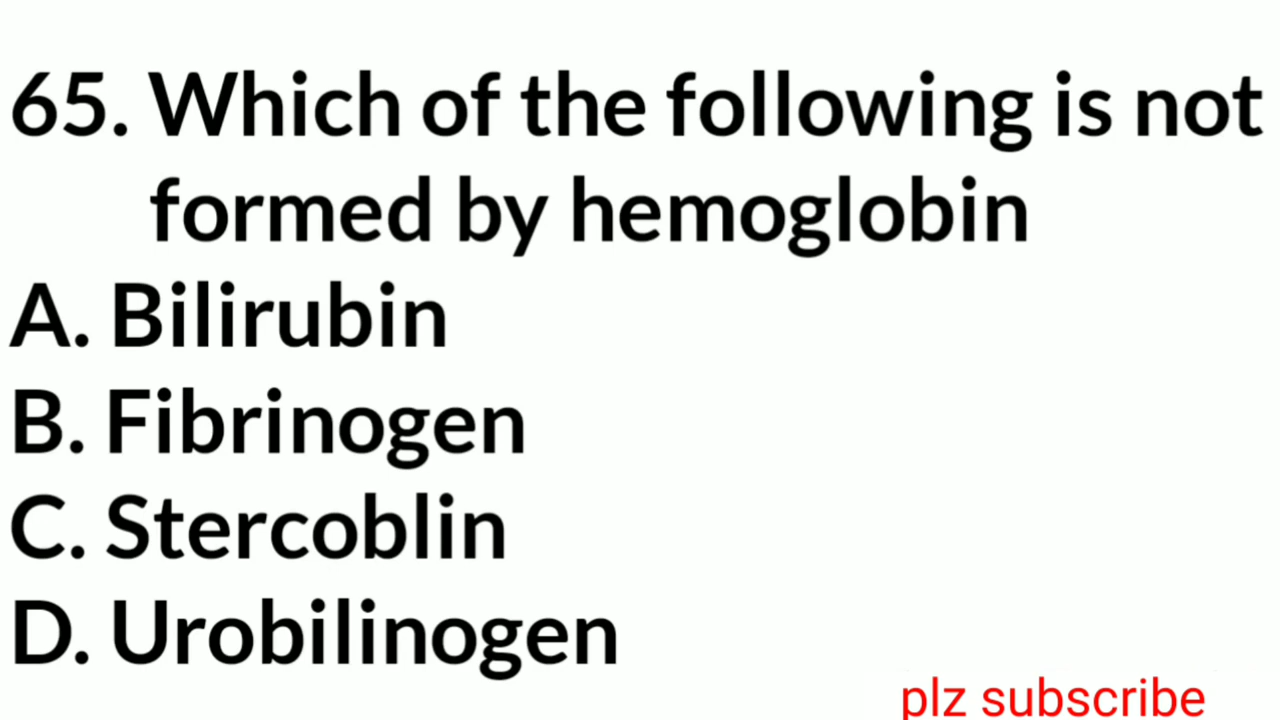 65. Which of the following is not
formed by hemoglobin
A. Bilirubin
B. Fibrinogen
C. Stercoblin
D. Urobilinogen
plz subscribe